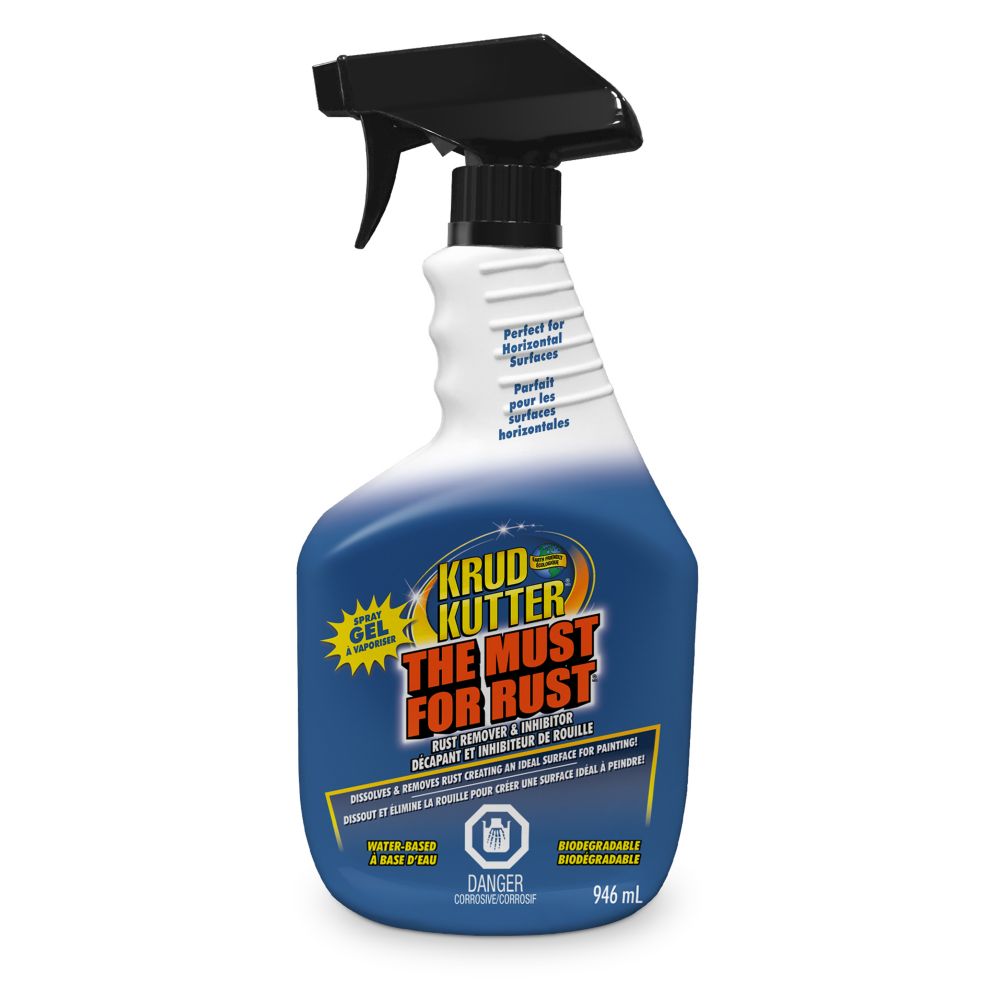 Perfect for
Horizontal
Surfaces
Parfait
pour les
surfaces
horizontales
EARTH FRIENDLY
ÉCOLOGIQUE
KRUD
KUTTER®
SPRAY
GEL
À VAPORISER
THE MUST
FOR RUST
RUST REMOVER & INHIBITOR
DÉCAPANT ET INHIBITEUR DE ROUILLE
DISSOLVES & REMOVES RUST CREATING AN IDEAL SURFACE FOR PAINTING!
DISSOUT ET ÉLIMINE LA ROUILLE POUR CRÉER UNE SURFACE IDÉAL À PEINDRE!
WATER-BASED
À BASE D'EAU
BIODEGRADABLE
BIODÉGRADABLE
DANGER
CORROSIVE/CORROSIF
946 mL